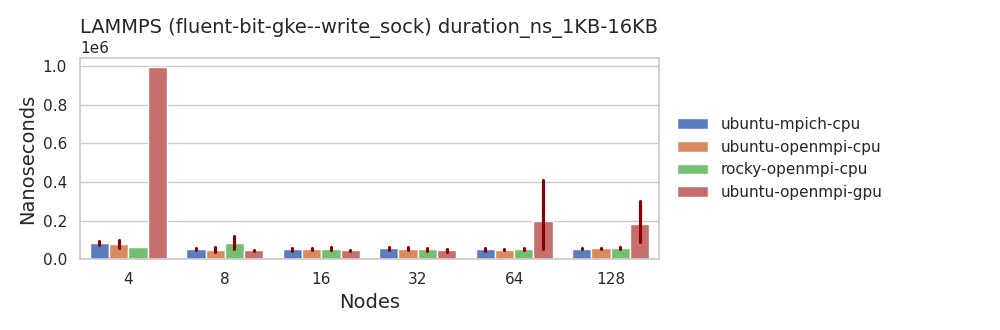 LAMMPS (fluent-bit-gke--write_sock) duration_ns_1KB-16KB
1e6
1.0
0.8
0.6
0.4
0.2
0.0
Nanoseconds
4 8 16 32 64 128
Nodes
ubuntu-mpich-cpu
ubuntu-openmpi-cpu
rocky-openmpi-cpu
ubuntu-openmpi-gpu